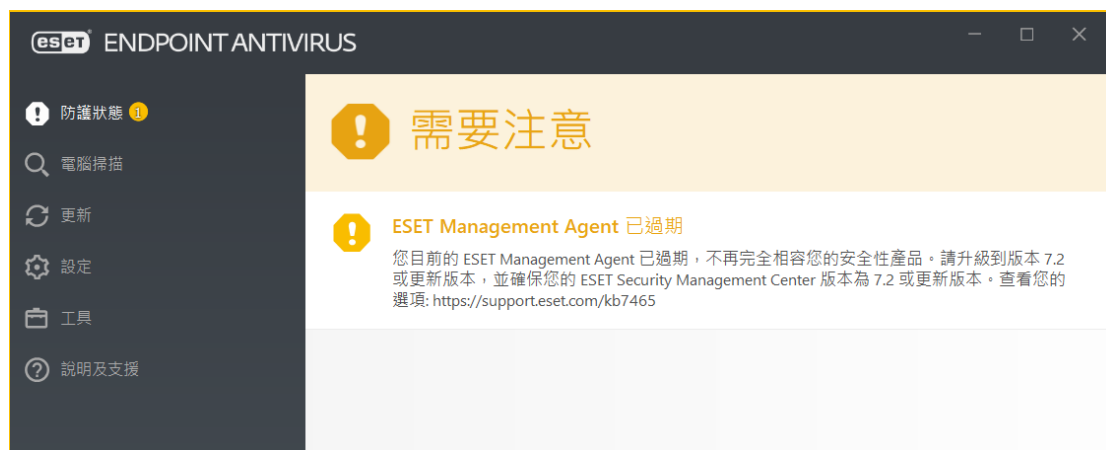 eset ENDPOINT ANTIVIRUS
防護狀態 1
電腦掃描
更新
設定
工具
說明及支援
需要注意
ESET Management Agent 已過期
您目前的 ESET Management Agent 已過期，不再完全相容您的安全性產品。請升級到版本 7.2
或更新版本，並確保您的 ESET Security Management Center 版本為 7.2 或更新版本。查看您的
選項: https://support.eset.com/kb7465